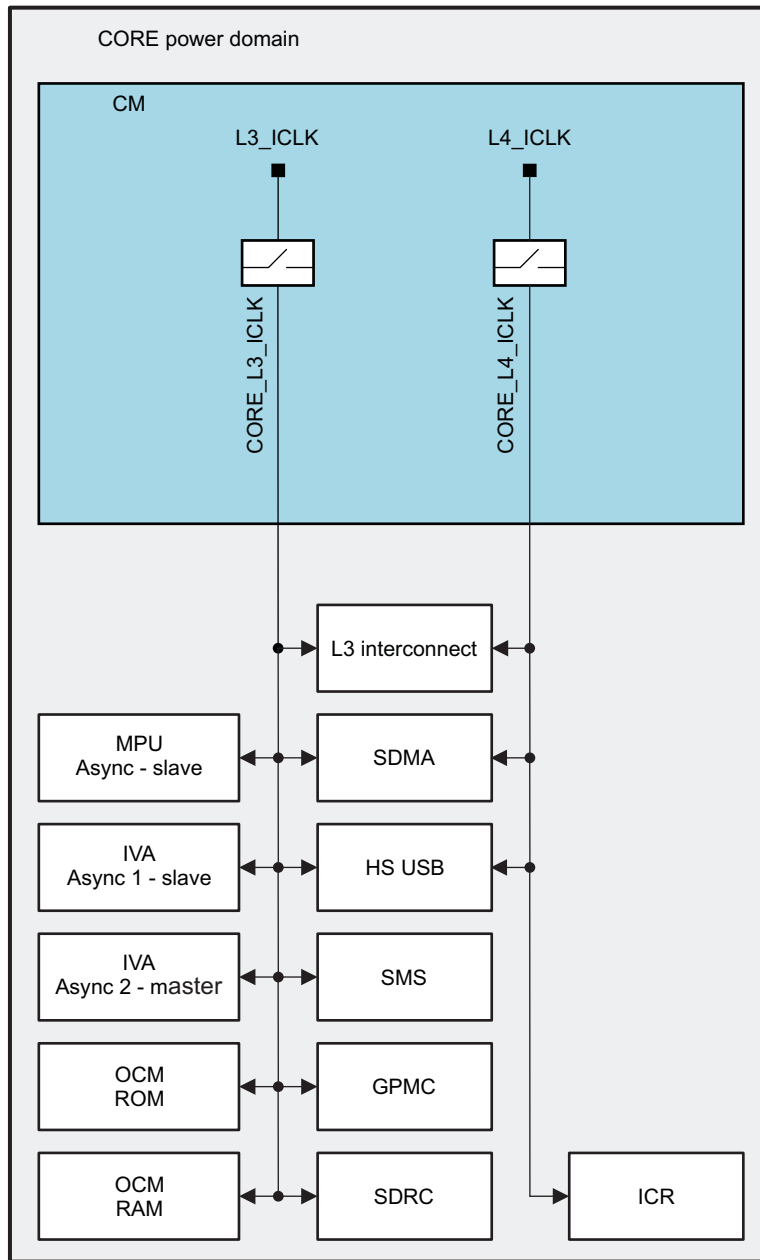 CORE power domain
CM
L3_ICLK
L4_ICLK
CORE_L3_ICLK
CORE_L4_ICLK
L3 interconnect
MPU
Async - slave
SDMA
IVA
Async 1 - slave
HS USB
IVA
Async 2 - master
SMS
OCM
ROM
GPMC
OCM
RAM
SDRC
ICR